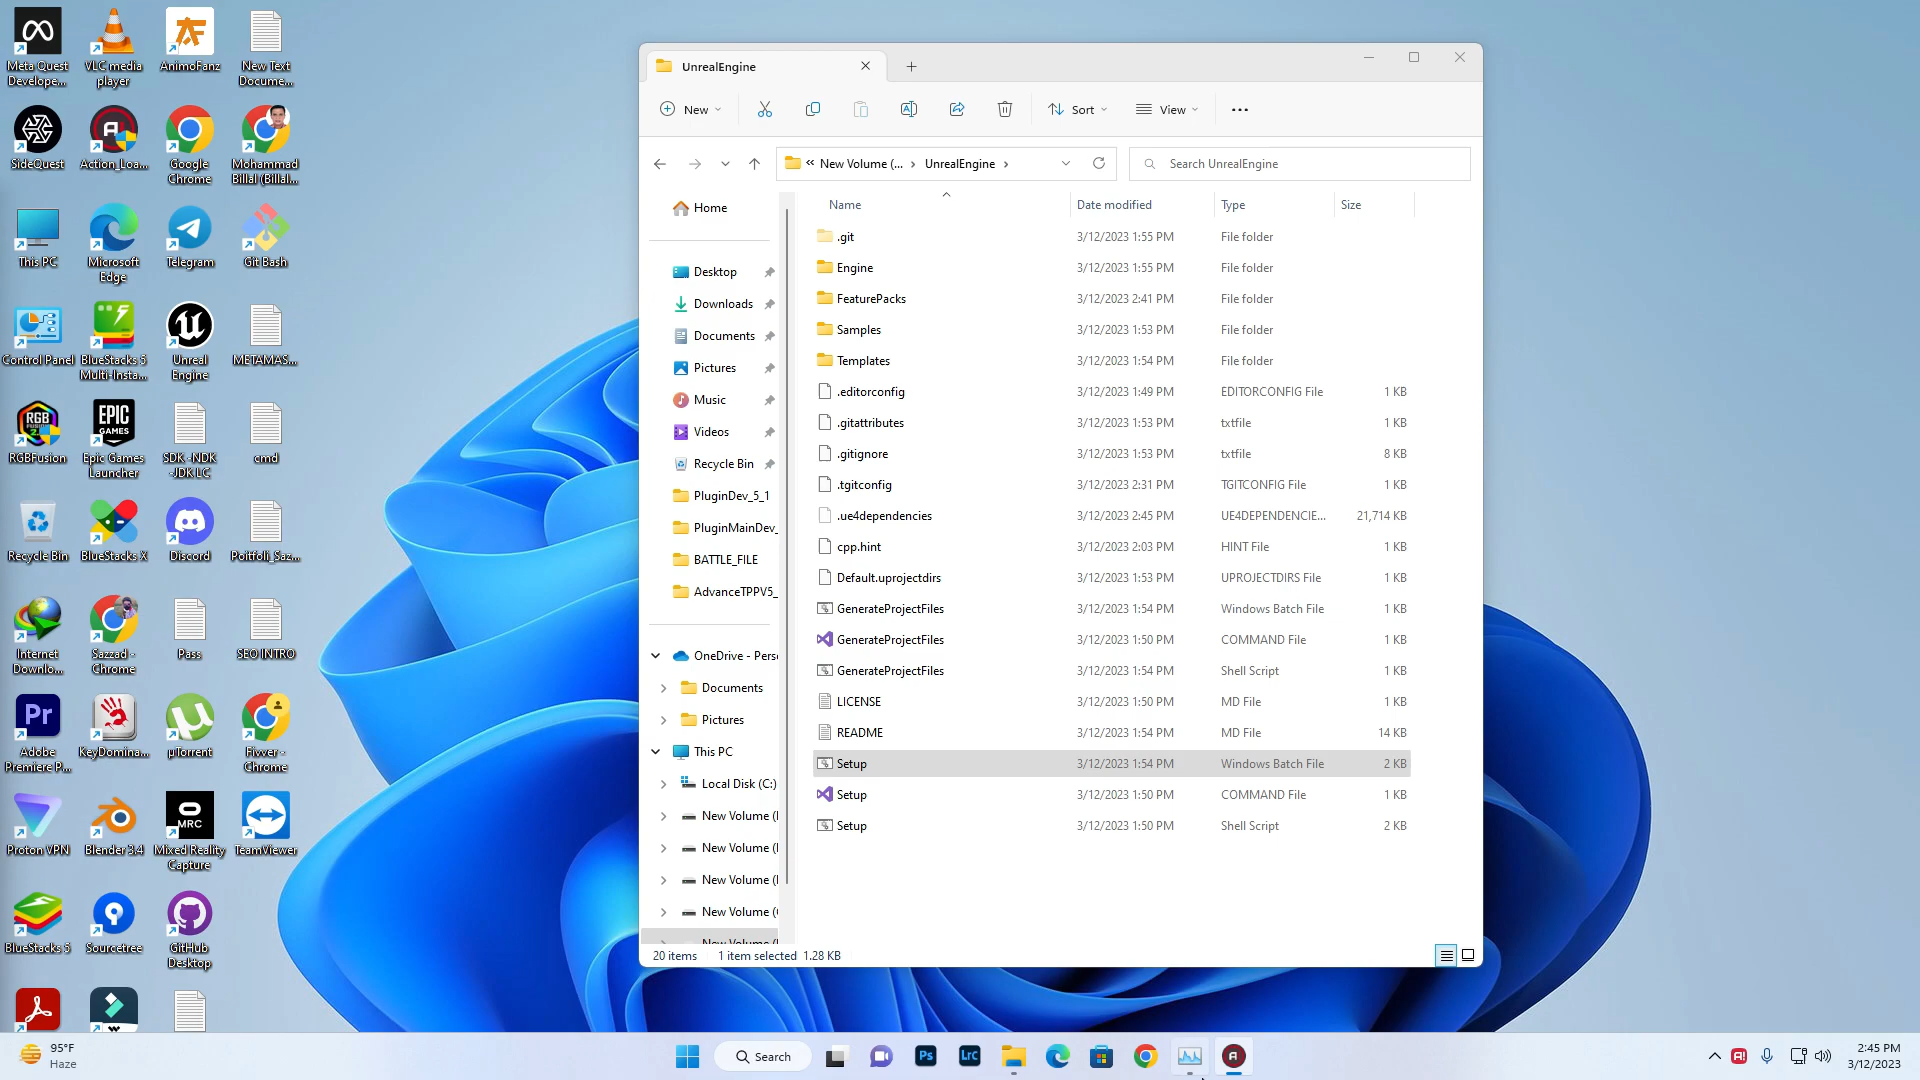 Meta Quest
Develope...
VLC media
player
AnimoFanz
New Text
Docume...
SideQuest
Action_Loa...
Google
Chrome
Mohammad
Billal (Billal...
This PC
Microsoft
Edge
Telegram
Git Bash
Control Panel
BlueStacks 5
Multi-Insta...
Unreal
Engine
METAMAS...
RGBFusion
EPIC
GAMES
Epic Games
Launcher
SDK -NDK
-JDK LC
cmd
Recycle Bin
BlueStacks X
Discord
Poitfoli_Saz...
Internet
Downlo...
Sazzad -
Chrome
Pass
SEO INTRO
Pr
Adobe
Premiere P...
KeyDomina...
µTorrent
Fivver -
Chrome
Proton VPN
Blender 3.4
MRC
Mixed Reality
Capture
TeamViewer
BlueStacks 5
Sourcetree
GitHub
Desktop
UnrealEngine
New
Sort
View
« New Volume (... > UnrealEngine >
Search UnrealEngine
Home
Desktop
Downloads
Documents
Pictures
Music
Videos
Recycle Bin
PluginDev_5_1
PluginMainDev_
BATTLE_FILE
AdvanceTPPV5_
OneDrive - Perso
Documents
Pictures
This PC
Local Disk (C:)
New Volume (
New Volume (
New Volume (
New Volume (
New Volume (
Name Date modified Type Size
.git 3/12/2023 1:55 PM File folder
Engine 3/12/2023 1:55 PM File folder
FeaturePacks 3/12/2023 2:41 PM File folder
Samples 3/12/2023 1:53 PM File folder
Templates 3/12/2023 1:54 PM File folder
.editorconfig 3/12/2023 1:49 PM EDITORCONFIG File 1 KB
.gitattributes 3/12/2023 1:53 PM txtfile 1 KB
.gitignore 3/12/2023 1:53 PM txtfile 8 KB
.tgitconfig 3/12/2023 2:31 PM TGITCONFIG File 1 KB
.ue4dependencies 3/12/2023 2:45 PM UE4DEPENDENCIE... 21,714 KB
cpp.hint 3/12/2023 2:03 PM HINT File 1 KB
Default.uprojectdirs 3/12/2023 1:53 PM UPROJECTDIRS File 1 KB
GenerateProjectFiles 3/12/2023 1:54 PM Windows Batch File 1 KB
GenerateProjectFiles 3/12/2023 1:50 PM COMMAND File 1 KB
GenerateProjectFiles 3/12/2023 1:54 PM Shell Script 1 KB
LICENSE 3/12/2023 1:50 PM MD File 1 KB
README 3/12/2023 1:54 PM MD File 14 KB
Setup 3/12/2023 1:54 PM Windows Batch File 2 KB
Setup 3/12/2023 1:50 PM COMMAND File 1 KB
Setup 3/12/2023 1:50 PM Shell Script 2 KB
20 items 1 item selected 1.28 KB
95°F
Haze
Search
Ps
LrC
2:45 PM
3/12/2023